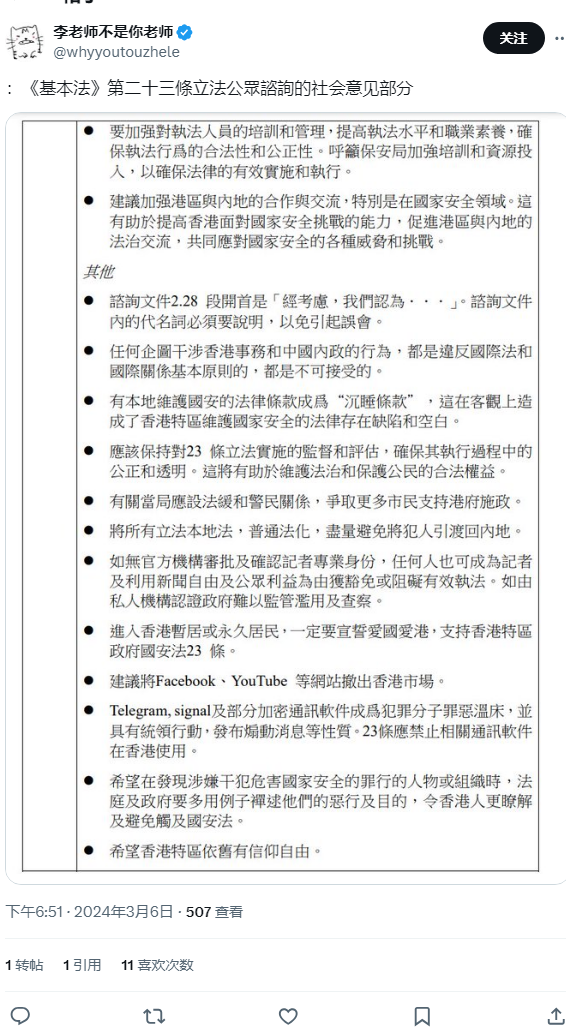 李老师不是你老师
@whyyoutouzhele
关注
：《基本法》第二十三條立法公眾諮詢的社会意见部分
● 要加强對執法人員的培訓和管理，提高執法水平和職業素養，確
保執法行爲的合法性和公正性。呼籲保安局加強培訓和資源投
入，以確保法律的有效實施和執行。
● 建議加强港區與內地的合作與交流，特別是在國家安全領域。這
有助於提高香港面對國家安全挑戰的能力，促進港區與內地的
法治交流，共同應對國家安全的各種威脅和挑戰。
其他
● 諮詢文件2.28 段開首是「經考慮，我們認為・・・」。諮詢文件
內的代名詞必須要說明，以免引起誤會。
● 任何企圖干涉香港事務和中國內政的行為，都是違反國際法和
國際關係基本原則的，都是不可接受的。
● 有本地維護國安的法律條款成爲“沉睡條款”，這在客觀上造
成了香港特區維護國家安全的法律存在缺陷和空白。
● 應該保持對23 條立法實施的監督和評估，確保其執行過程中的
公正和透明。這將有助於維護法治和保護公民的合法權益。
● 有關當局應設法緩和警民關係，爭取更多市民支持港府施政。
● 將所有立法本地法，普通法化，盡量避免將犯人引渡回內地。
● 如無官方機構審批及確認記者專業身份，任何人也可成為記者
及利用新聞自由及公眾利益為由獲豁免或阻礙有效執法。如由
私人機構認證政府難以監管濫用及查察。
● 進入香港暫居或永久居民，一定要宣誓愛國愛港，支持香港特區
政府國安法23 條。
● 建議將Facebook、YouTube 等網站撤出香港市場。
● Telegram, signal及部分加密通訊軟件成爲犯罪分子罪惡溫床，並
具有統領行動，發布煽動消息等性質。23條應禁止相關通訊軟件
在香港使用。
● 希望在發現涉嫌干犯危害國家安全的罪行的人物或組織時，法
庭及政府要多用例子禪逑他們的惡行及目的，令香港人更瞭解
及避免觸及國安法。
● 希望香港特區依舊有信仰自由。
下午6:51 · 2024年3月6日 · 507 查看
1 转帖 1 引用 11 喜欢次数